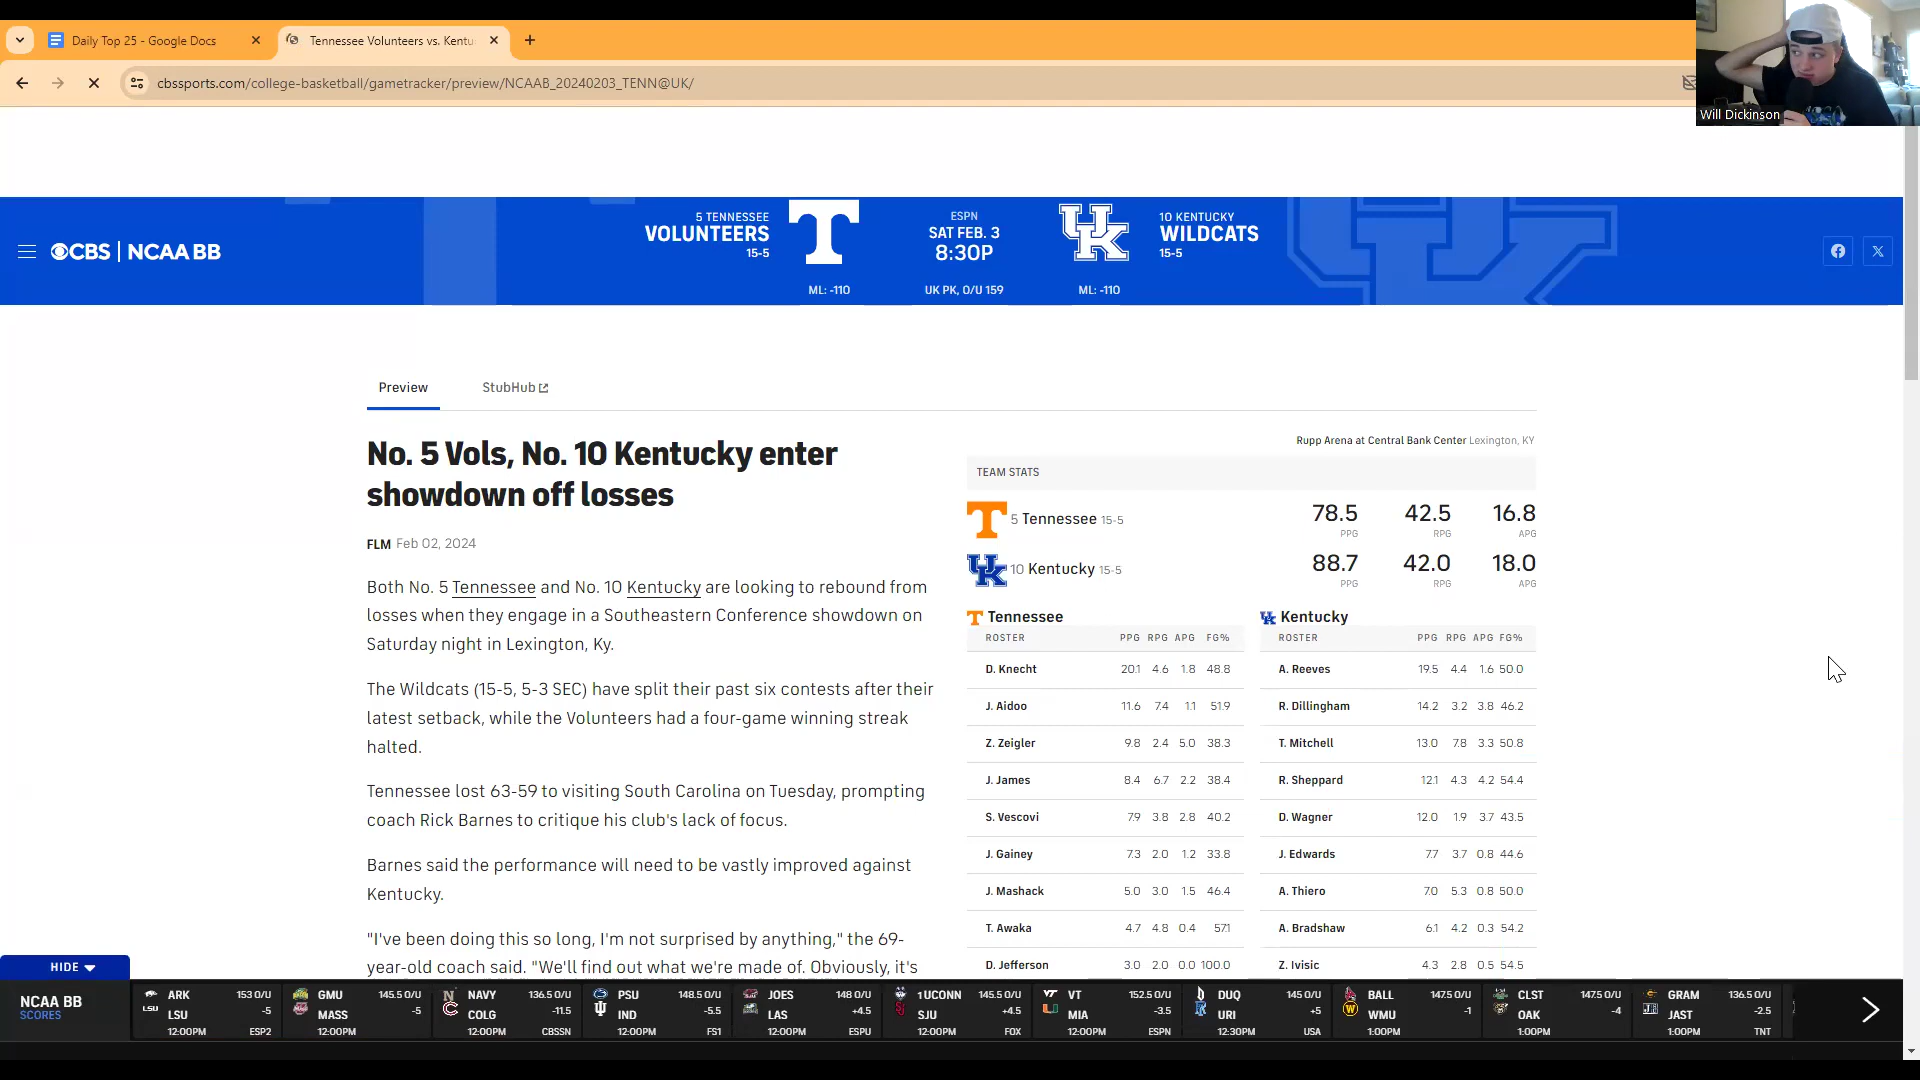 Daily Top 25 - Google Docs
Tennessee Volunteers vs. Kentu
cbssports.com/college-basketball/gametracker/preview/NCAAB_20240203_TENN@UK/
Will Dickinson
CBS | NCAA BB
5 TENNESSEE
VOLUNTEERS
15-5
T
ML: -110
ESPN
SAT FEB. 3
8:30P
UK PK, O/U 159
UK
ML: -110
10 KENTUCKY
WILDCATS
15-5
Preview
StubHub
No. 5 Vols, No. 10 Kentucky enter
showdown off losses
FLM Feb 02, 2024
Both No. 5 Tennessee and No. 10 Kentucky are looking to rebound from
losses when they engage in a Southeastern Conference showdown on
Saturday night in Lexington, Ky.
The Wildcats (15-5, 5-3 SEC) have split their past six contests after their
latest setback, while the Volunteers had a four-game winning streak
halted.
Tennessee lost 63-59 to visiting South Carolina on Tuesday, prompting
coach Rick Barnes to critique his club's lack of focus.
Barnes said the performance will need to be vastly improved against
Kentucky.
"I've been doing this so long, I'm not surprised by anything," the 69-
year-old coach said. "We'll find out what we're made of. Obviously, it's
Rupp Arena at Central Bank Center Lexington, KY
TEAM STATS
5 Tennessee 15-5 78.5 42.5 16.8
PPG RPG APG
10 Kentucky 15-5 88.7 42.0 18.0
PPG RPG APG
Tennessee
ROSTER PPG RPG APG FG%
D. Knecht 20.1 4.6 1.8 48.8
J. Aidoo 11.6 7.4 1.1 51.9
Z. Zeigler 9.8 2.4 5.0 38.3
J. James 8.4 6.7 2.2 38.4
S. Vescovi 7.9 3.8 2.8 40.2
J. Gainey 7.3 2.0 1.2 33.8
J. Mashack 5.0 3.0 1.5 46.4
T. Awaka 4.7 4.8 0.4 57.1
D. Jefferson 3.0 2.0 0.0 100.0
Kentucky
ROSTER PPG RPG APG FG%
A. Reeves 19.5 4.4 1.6 50.0
R. Dillingham 14.2 3.2 3.8 46.2
T. Mitchell 13.0 7.8 3.3 50.8
R. Sheppard 12.1 4.3 4.2 54.4
D. Wagner 12.0 1.9 3.7 43.5
J. Edwards 7.7 3.7 0.8 44.6
A. Thiero 7.0 5.3 0.8 50.0
A. Bradshaw 6.1 4.2 0.3 54.2
Z. Ivisic 4.3 2.8 0.5 54.5
HIDE
NCAA BB
SCORES
ARK 153 O/U
LSU -5
12:00PM ESP2
GMU 145.5 O/U
MASS -5
12:00PM
NAVY 136.5 O/U
COLG -11.5
12:00PM CBSSN
PSU 148.5 O/U
IND -5.5
12:00PM FS1
JOES 148 O/U
LAS +4.5
12:00PM ESPU
1 UCONN 145.5 O/U
SJU +4.5
12:00PM FOX
VT 152.5 O/U
MIA -3.5
12:00PM ESPN
DUQ 145 O/U
URI +5
12:30PM USA
BALL 147.5 O/U
WMU -1
1:00PM
CLST 147.5 O/U
OAK -4
1:00PM
GRAM 136.5 O/U
JAST -2.5
1:00PM TNT